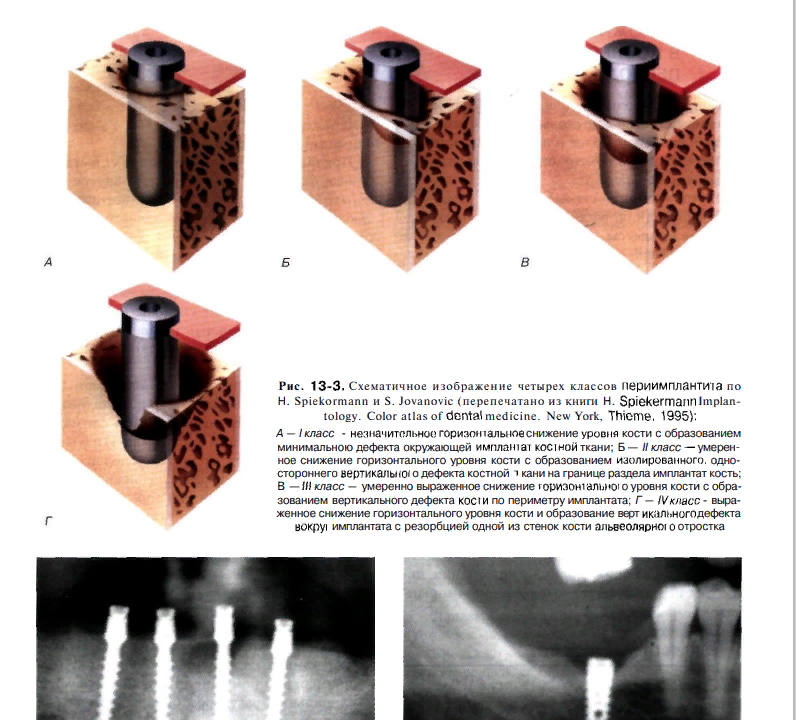 А
Б
В
Г
Рис. 13-3. Схематичное изображение четырех классов периимплантита по
Н. Spiekormann и S. Jovanovic (перепечатано из книги Н. Spiekermann Implan-
tology. Color atlas of dental medicine. New York, Thieme. 1995):
А — I класс - незначительное горизонтальное снижение уровня кости с образованием
минимальною дефекта окружающей имплантат костной ткани; Б — II класс — умерен-
ное снижение горизонтального уровня кости с образованием изолированного. одно-
стороннего вертикального дефекта костной ткани на границе раздела имплантат кость;
В — III класс — умеренно выраженное снижение горизонтального уровня кости с обра-
зованием вертикального дефекта кости по периметру имплантата; Г — IV класс - выра-
женное снижение горизонтального уровня кости и образование вертикального дефекта
вокруг имплантата с резорбцией одной из стенок кости альвеолярного отростка